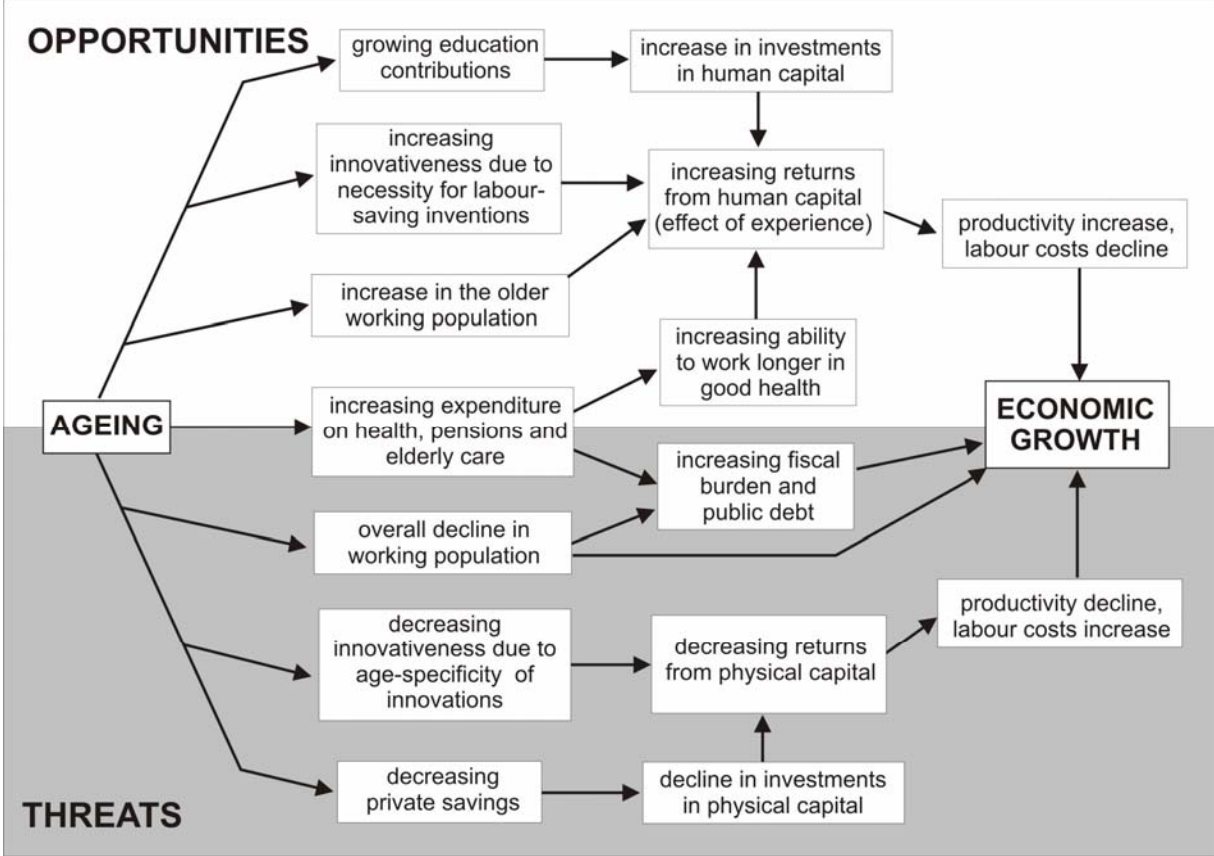 OPPORTUNITIES
growing education
contributions
increase in investments
in human capital
increasing
innovativeness due to
necessity for labour-
saving inventions
increasing returns
from human capital
(effect of experience)
productivity increase,
labour costs decline
increase in the older
working population
increasing ability
to work longer in
good health
AGEING
increasing expenditure
on health, pensions and
elderly care
ECONOMIC
GROWTH
increasing fiscal
burden and
public debt
overall decline in
working population
productivity decline,
labour costs increase
decreasing
innovativeness due to
age-specificity of
innovations
decreasing returns
from physical capital
decreasing
private savings
decline in investments
in physical capital
THREATS